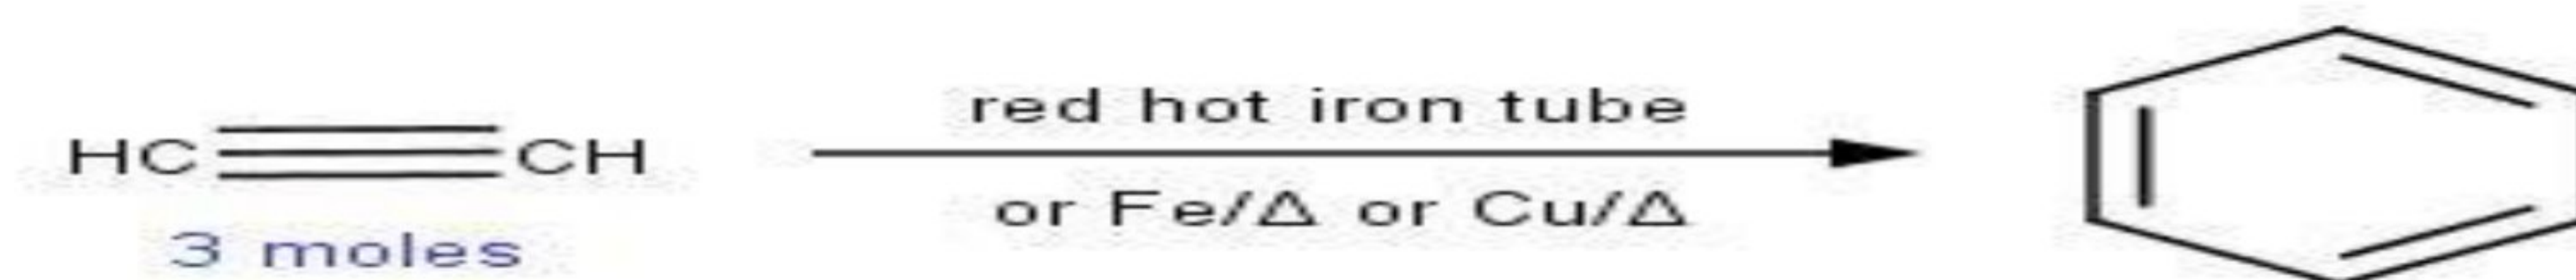 HC CH
3 moles
red hot iron tube
or Fe/Δ or Cu/Δ